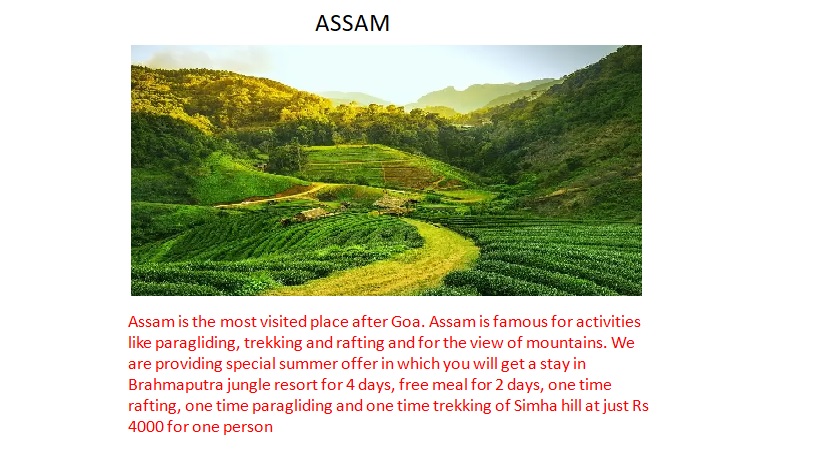 ASSAM
Assam is the most visited place after Goa. Assam is famous for activities
like paragliding, trekking and rafting and for the view of mountains. We
are providing special summer offer in which you will get a stay in
Brahmaputra jungle resort for 4 days, free meal for 2 days, one time
rafting, one time paragliding and one time trekking of Simha hill at just Rs
4000 for one person